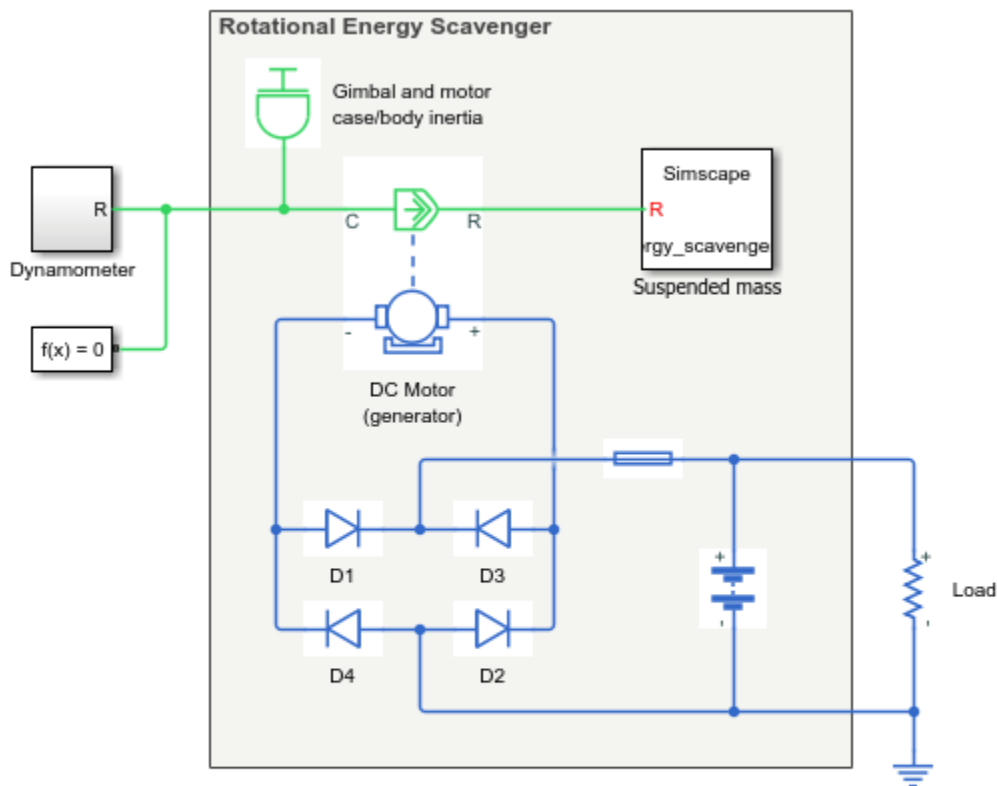 Rotational Energy Scavenger
Gimbal and motor
case/body inertia
R
Dynamometer
f(x) = 0
C
R
Simscape
R
rgy_scavenge
Suspended mass
-
+
DC Motor
(generator)
D1
D3
D4
D2
+
-
+
-
Load